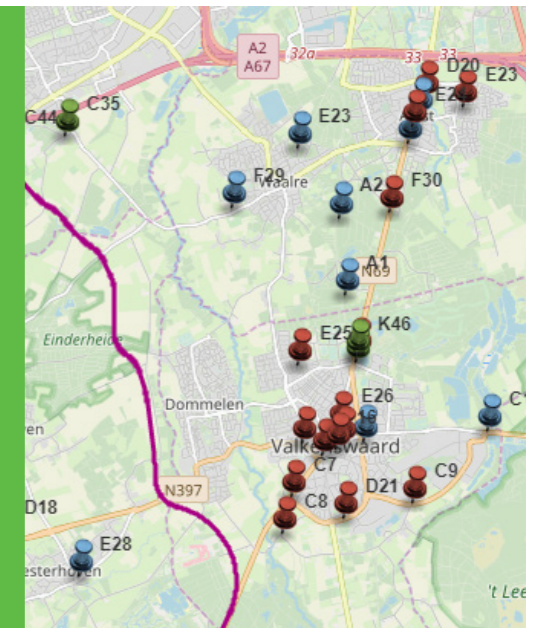 A2
A67
32a
33
33
D20
E23
C35
C44
E23
F29
Waalre
A2
F30
A1
N69
K46
E25
Einderheide
E26
Dommelen
Valkenswaard
C7
C9
D21
C8
N397
D18
E28
't Lee